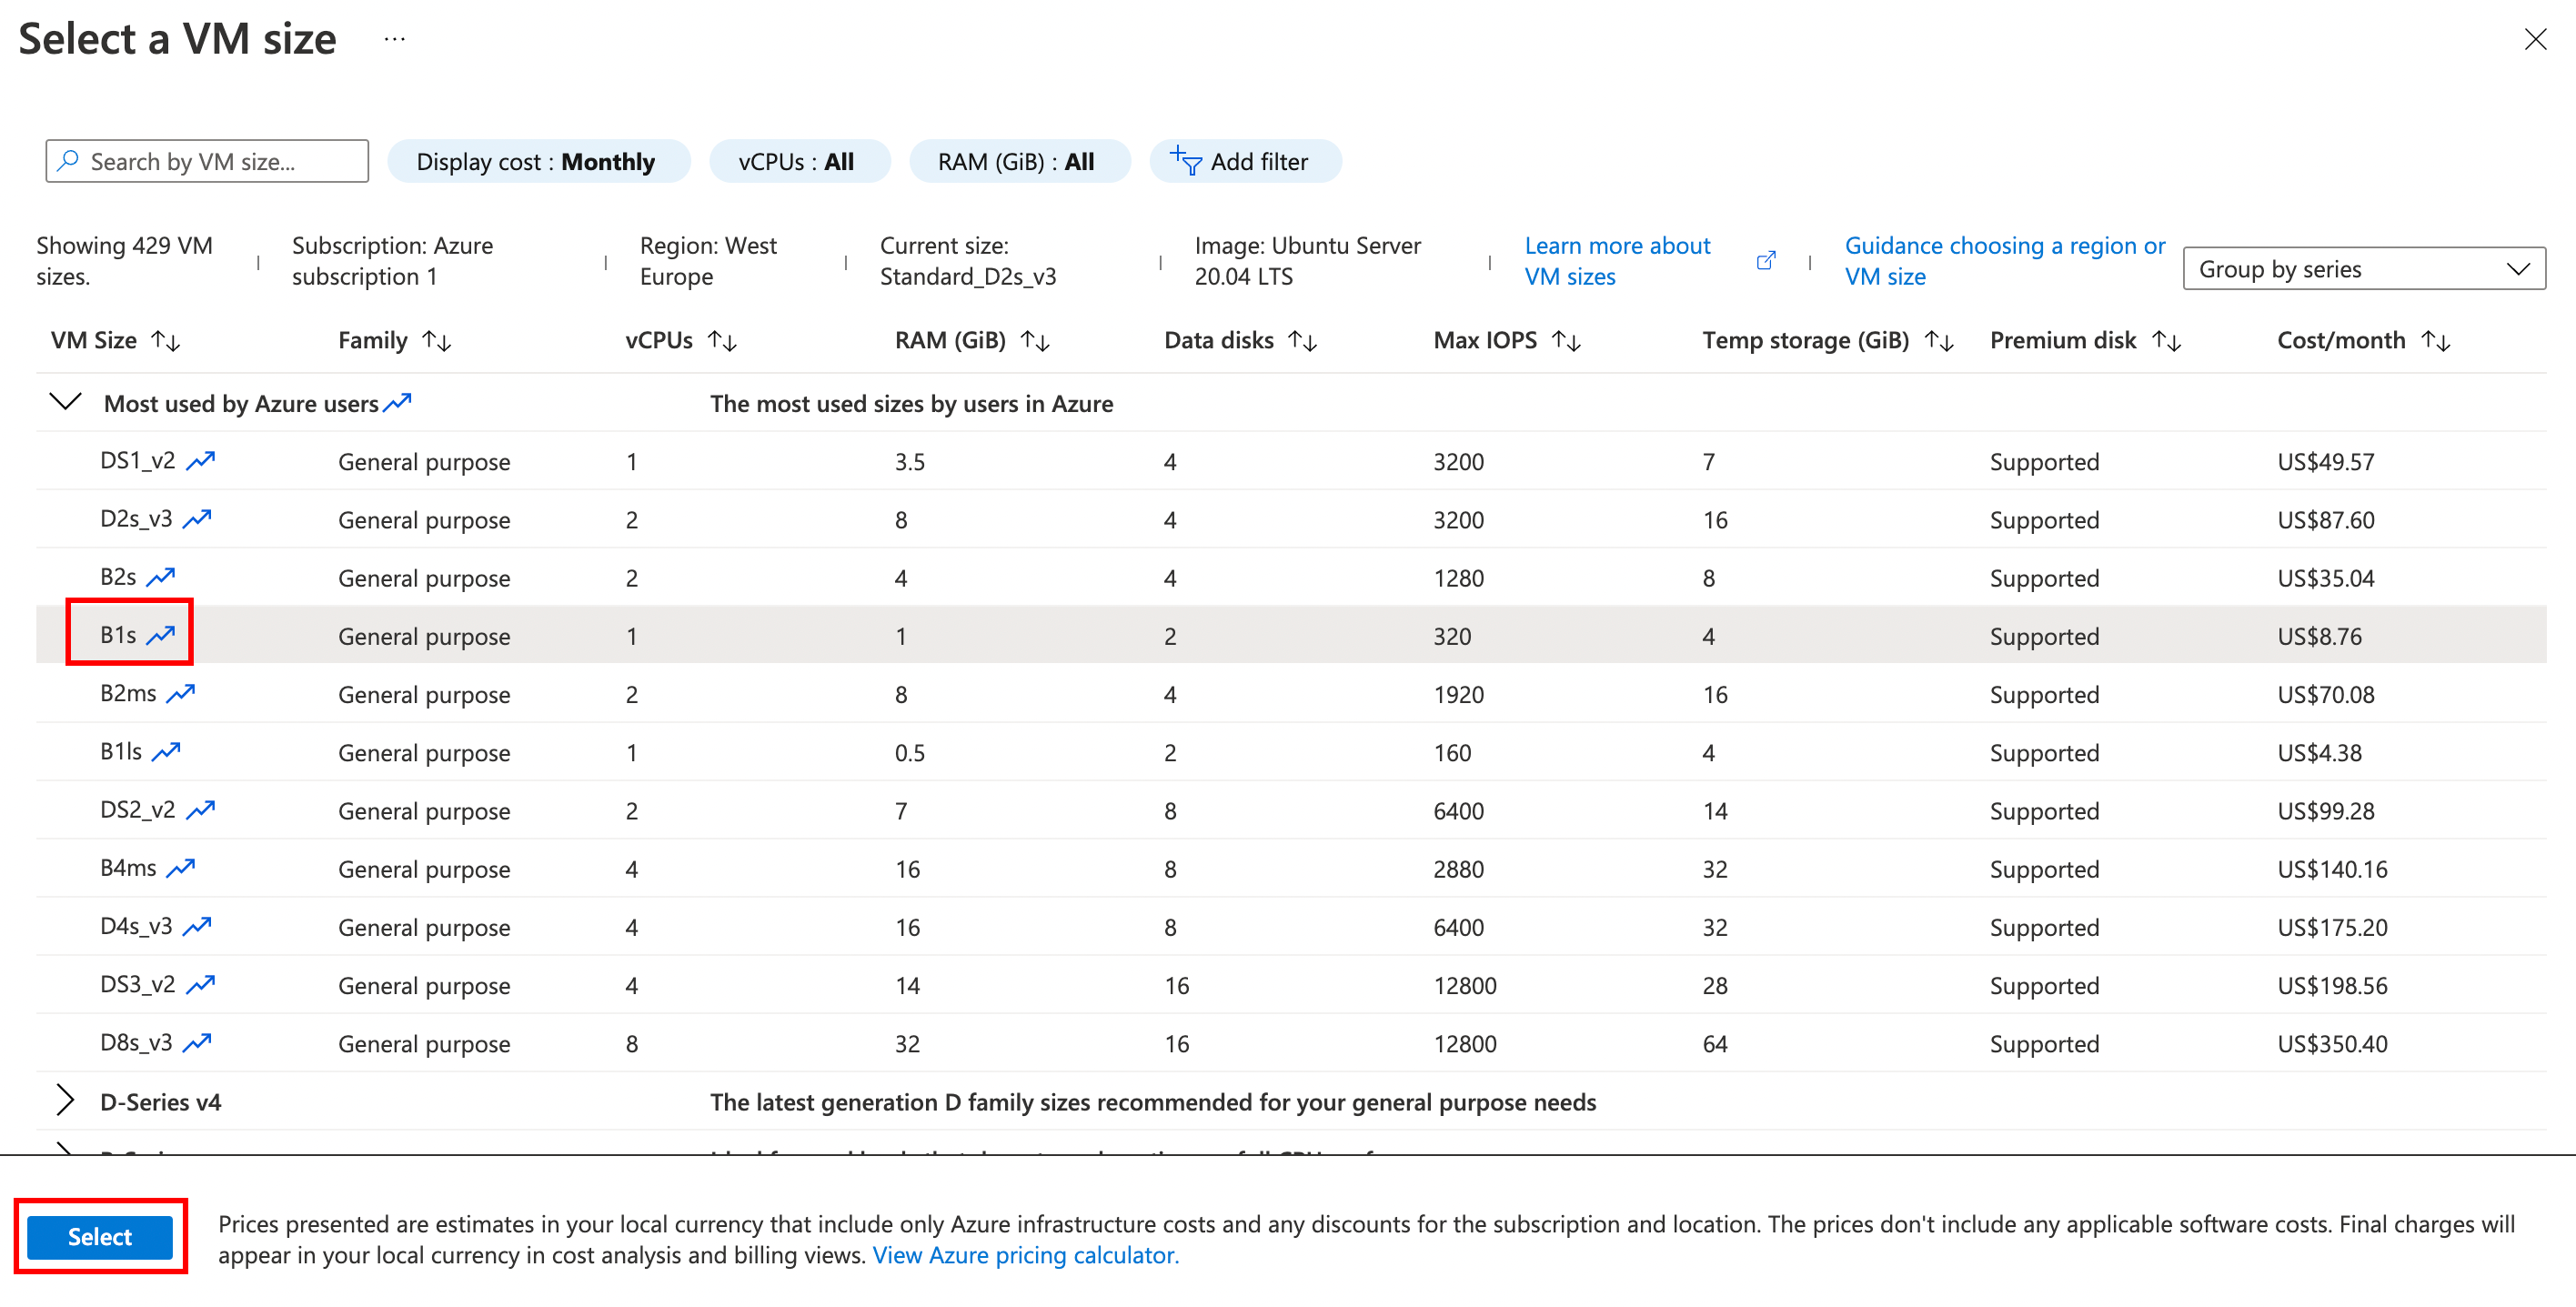 Select a VM size ...
Search by VM size... Display cost : Monthly vCPUs : All RAM (GiB) : All Add filter
Showing 429 VM sizes. | Subscription: Azure subscription 1 | Region: West Europe | Current size: Standard_D2s_v3 | Image: Ubuntu Server 20.04 LTS | Learn more about VM sizes | Guidance choosing a region or VM size Group by series
VM Size Family vCPUs RAM (GiB) Data disks Max IOPS Temp storage (GiB) Premium disk Cost/month
Most used by Azure users The most used sizes by users in Azure
DS1_v2 General purpose 1 3.5 4 3200 7 Supported US$49.57
D2s_v3 General purpose 2 8 4 3200 16 Supported US$87.60
B2s General purpose 2 4 4 1280 8 Supported US$35.04
B1s General purpose 1 1 2 320 4 Supported US$8.76
B2ms General purpose 2 8 4 1920 16 Supported US$70.08
B1ls General purpose 1 0.5 2 160 4 Supported US$4.38
DS2_v2 General purpose 2 7 8 6400 14 Supported US$99.28
B4ms General purpose 4 16 8 2880 32 Supported US$140.16
D4s_v3 General purpose 4 16 8 6400 32 Supported US$175.20
DS3_v2 General purpose 4 14 16 12800 28 Supported US$198.56
D8s_v3 General purpose 8 32 16 12800 64 Supported US$350.40
D-Series v4 The latest generation D family sizes recommended for your general purpose needs
Select
Prices presented are estimates in your local currency that include only Azure infrastructure costs and any discounts for the subscription and location. The prices don't include any applicable software costs. Final charges will
appear in your local currency in cost analysis and billing views. View Azure pricing calculator.